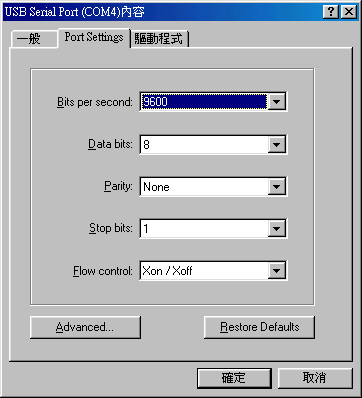 USB Serial Port (COM4)內容
一般 Port Settings 驅動程式
Bits per second: 9600
Data bits: 8
Parity: None
Stop bits: 1
Flow control: Xon / Xoff
Advanced... Restore Defaults
確定 取消